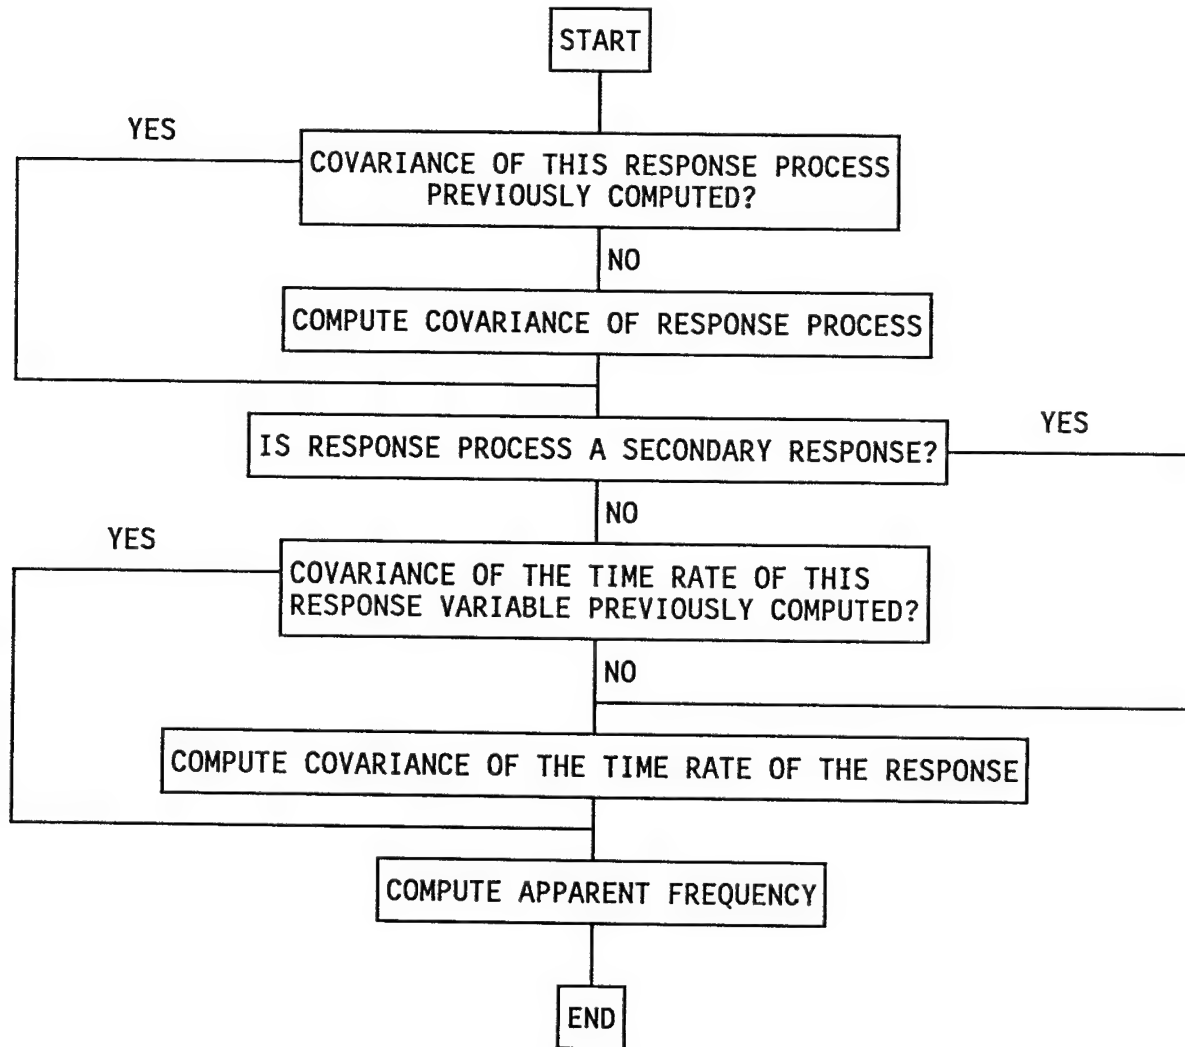 START
YES
COVARIANCE OF THIS RESPONSE PROCESS
PREVIOUSLY COMPUTED?
NO
COMPUTE COVARIANCE OF RESPONSE PROCESS
YES
IS RESPONSE PROCESS A SECONDARY RESPONSE?
NO
YES
COVARIANCE OF THE TIME RATE OF THIS
RESPONSE VARIABLE PREVIOUSLY COMPUTED?
NO
COMPUTE COVARIANCE OF THE TIME RATE OF THE RESPONSE
COMPUTE APPARENT FREQUENCY
END